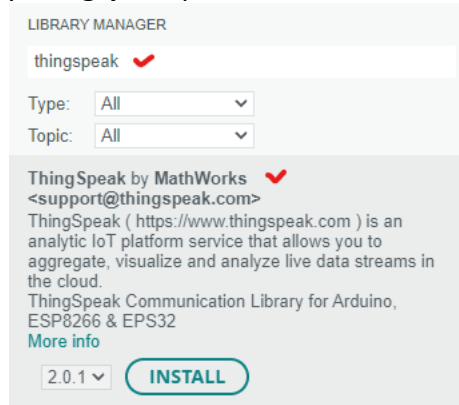 LIBRARY MANAGER
thingspeak
Type: All
Topic: All
ThingSpeak by MathWorks
<support@thingspeak.com>
ThingSpeak ( https://www.thingspeak.com ) is an
analytic IoT platform service that allows you to
aggregate, visualize and analyze live data streams in
the cloud.
ThingSpeak Communication Library for Arduino,
ESP8266 & EPS32
More info
2.0.1 INSTALL